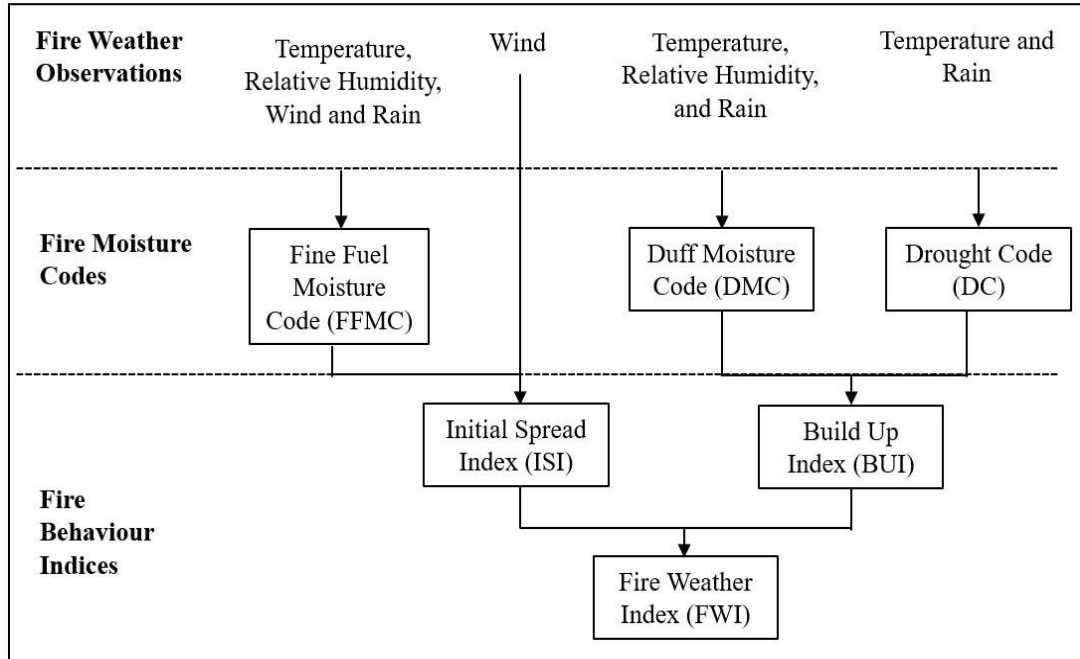 Fire Weather
Observations
Temperature,
Relative Humidity,
Wind and Rain
Wind
Temperature,
Relative Humidity,
and Rain
Temperature and
Rain
Fire Moisture
Codes
Fine Fuel
Moisture
Code (FFMC)
Duff Moisture
Code (DMC)
Drought Code
(DC)
Fire
Behaviour
Indices
Initial Spread
Index (ISI)
Build Up
Index (BUI)
Fire Weather
Index (FWI)